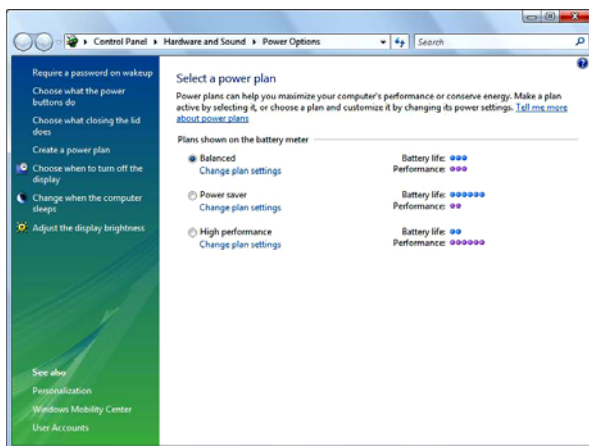 Control Panel ▸ Hardware and Sound ▸ Power Options
Search
Require a password on wakeup
Choose what the power
buttons do
Choose what closing the lid
does
Create a power plan
Choose when to turn off the
display
Change when the computer
sleeps
Adjust the display brightness
See also
Personalization
Windows Mobility Center
User Accounts
Select a power plan
Power plans can help you maximize your computer's performance or conserve energy. Make a plan
active by selecting it, or choose a plan and customize it by changing its power settings. Tell me more
about power plans
Plans shown on the battery meter
Balanced Battery life:
Change plan settings Performance:
Power saver Battery life:
Change plan settings Performance:
High performance Battery life:
Change plan settings Performance: